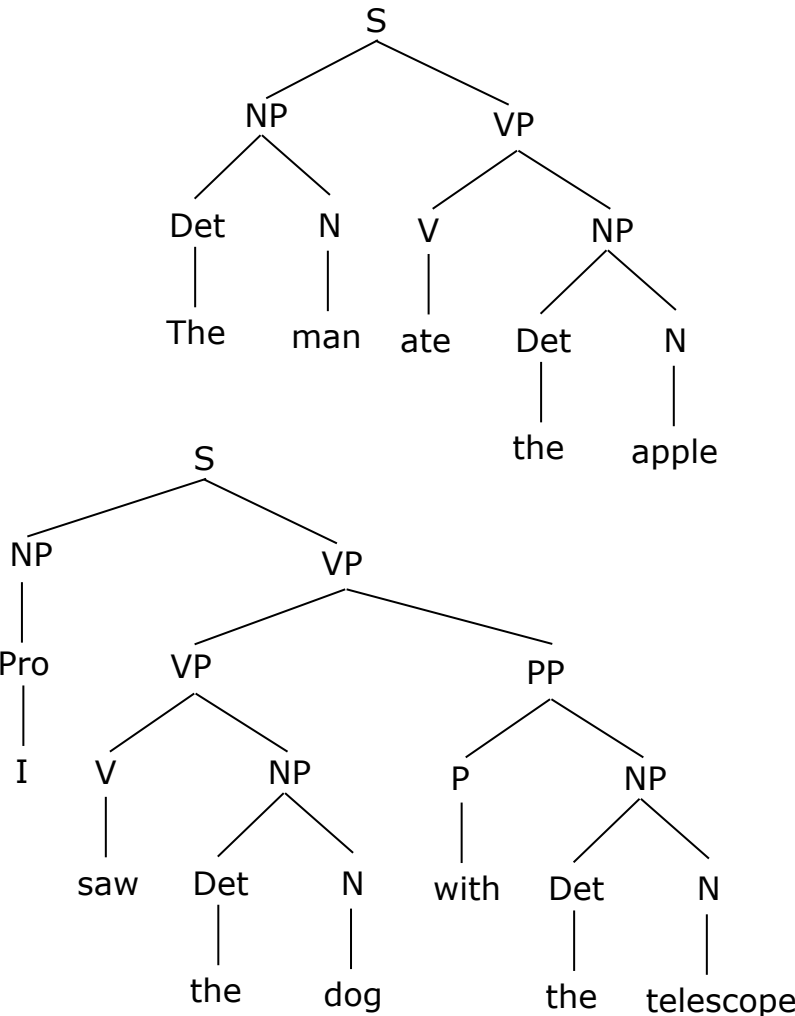 S
NP VP
Det N V NP
The man ate Det N
the apple
S
NP VP
Pro VP PP
I V NP P NP
saw Det N with Det N
the dog the telescope